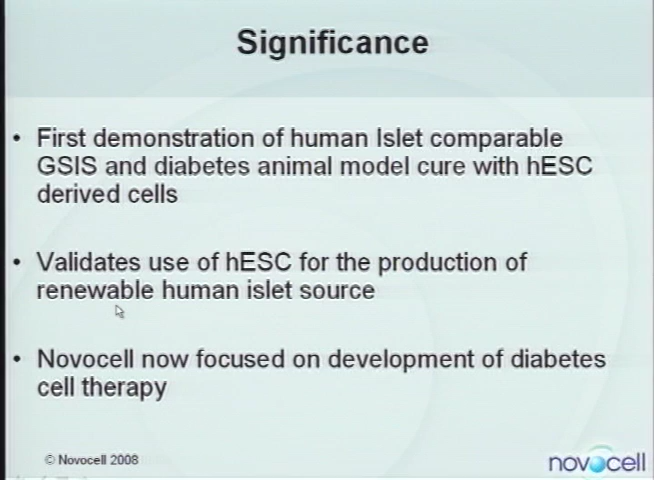 Significance
• First demonstration of human Islet comparable
GSIS and diabetes animal model cure with hESC
derived cells
• Validates use of hESC for the production of
renewable human islet source
• Novocell now focused on development of diabetes
cell therapy
© Novocell 2008
novocell